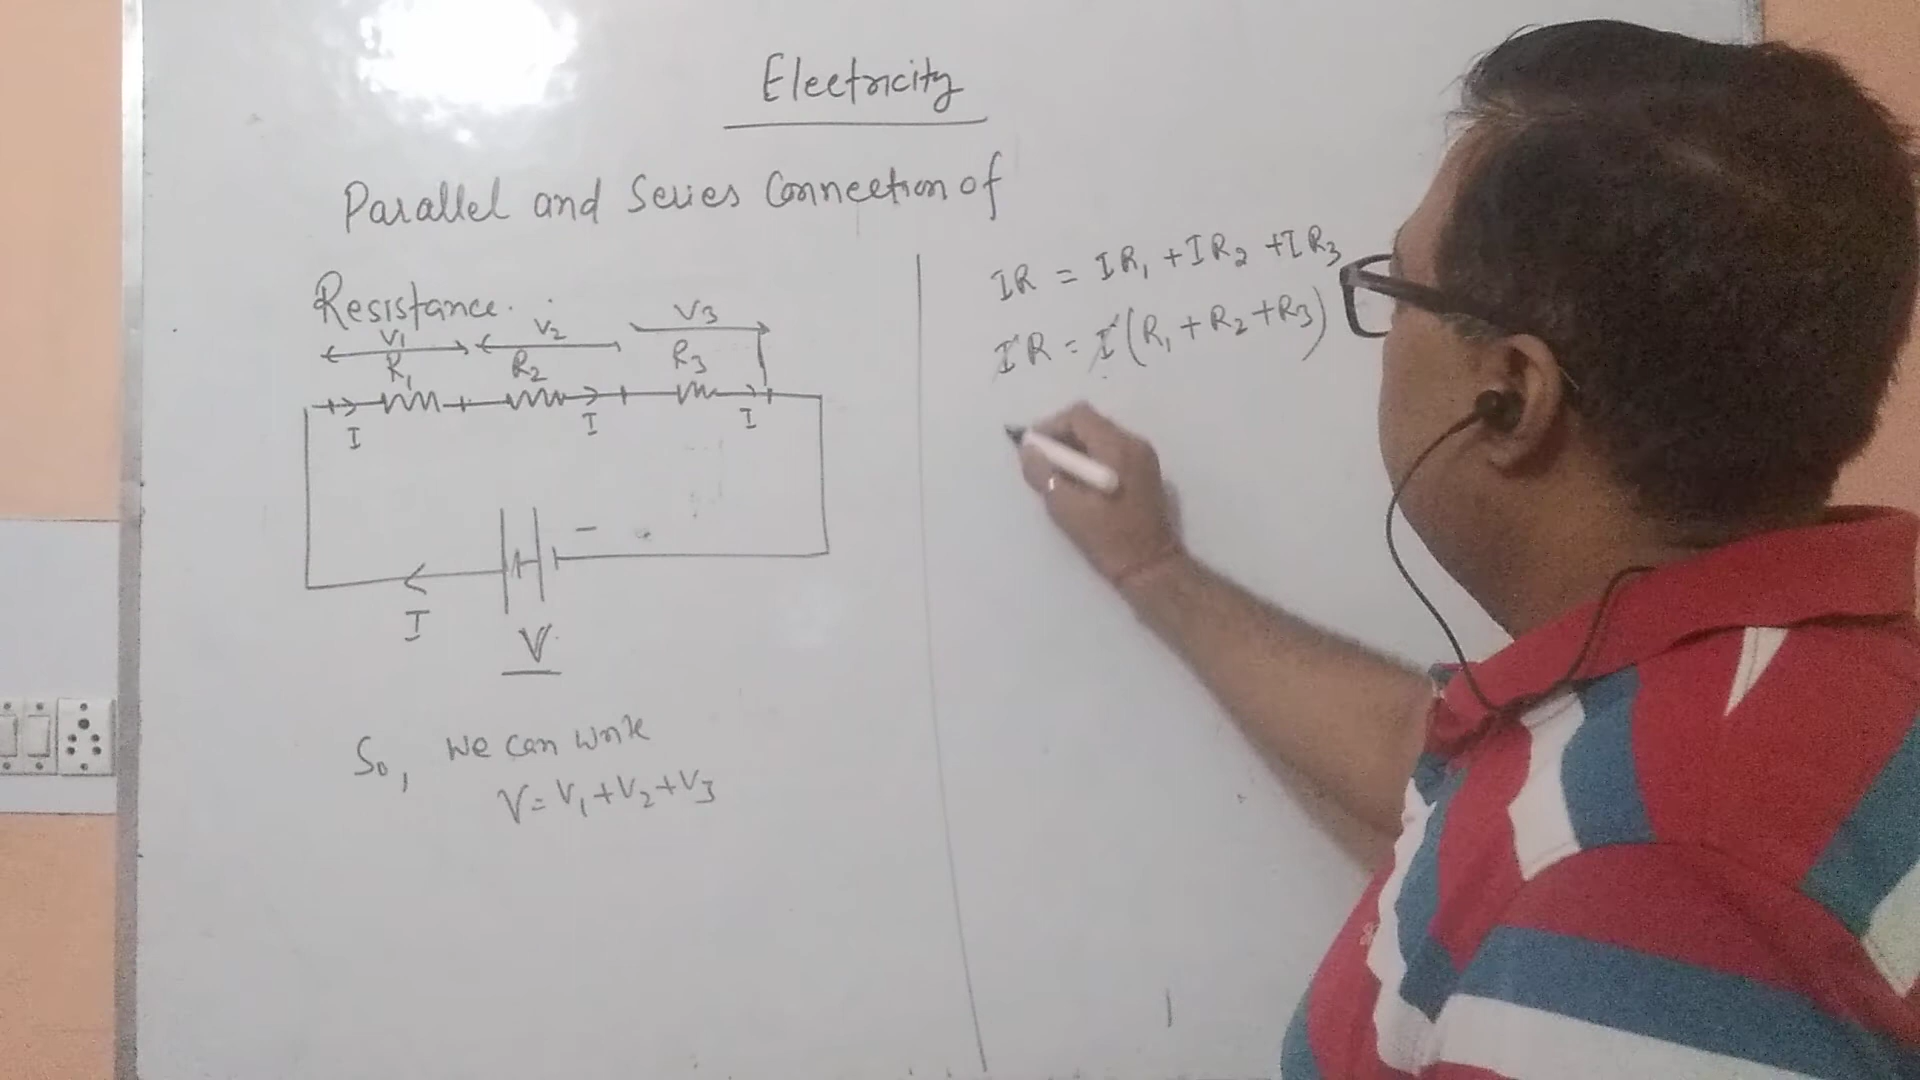 Electricity
Parallel and Series Connection of
Resistance.
V1 V2 V3
R1 R2 R3
I I I
-
I
V
So, we can write
V = V1 + V2 + V3
IR = IR1 + IR2 + IR3
IR = I (R1 + R2 + R3)